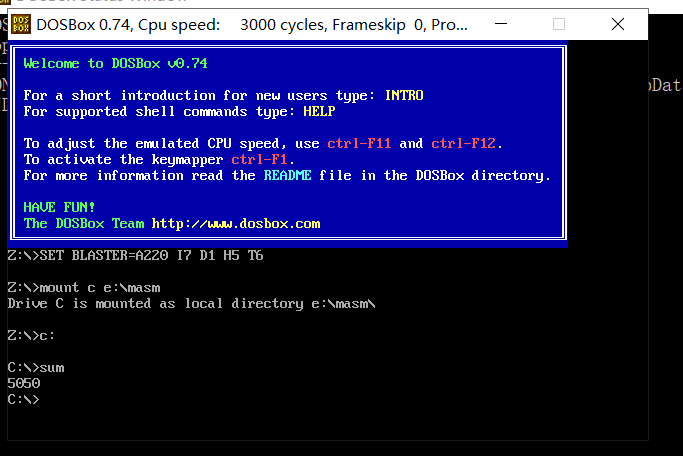 DOSBox 0.74, Cpu speed: 3000 cycles, Frameskip 0, Pro...
Welcome to DOSBox v0.74
For a short introduction for new users type: INTRO
For supported shell commands type: HELP
To adjust the emulated CPU speed, use ctrl-F11 and ctrl-F12.
To activate the keymapper ctrl-F1.
For more information read the README file in the DOSBox directory.
HAVE FUN!
The DOSBox Team http://www.dosbox.com
Z:\>SET BLASTER=A220 I7 D1 H5 T6
Z:\>mount c e:\masm
Drive C is mounted as local directory e:\masm\
Z:\>c:
C:\>sum
5050
C:\>